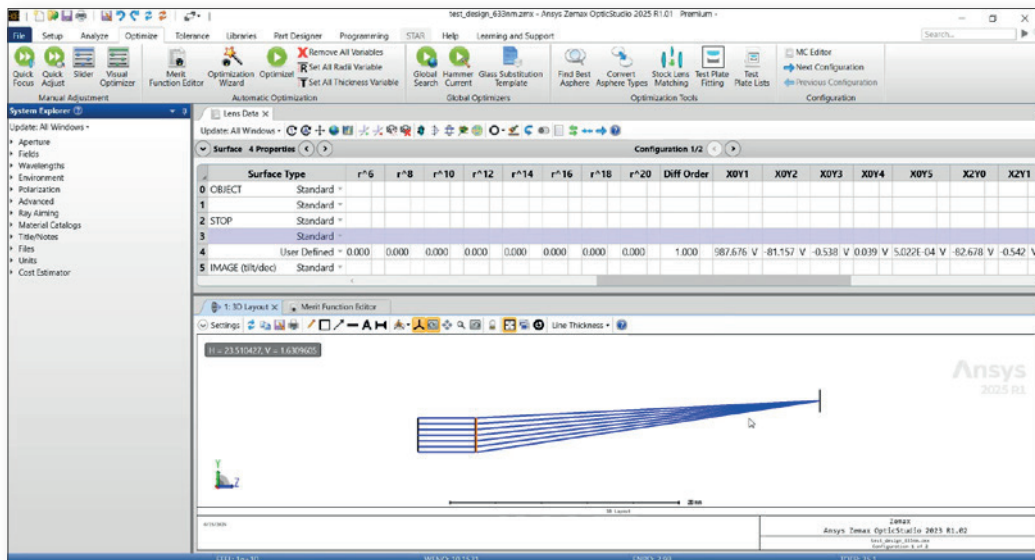 test_design_633nm.zmx - Ansys Zemax OpticStudio 2025 R1.01 Premium -
File Setup Analyze Optimize Tolerance Libraries Part Designer Programming STAR Help Learning and Support Search...
Remove All Variables
Set All Radii Variable
Set All Thickness Variable
Quick Focus Quick Adjust Slider Visual Optimizer Merit Function Editor Optimization Wizard Optimize! Global Search Hammer Current Glass Substitution Template Find Best Asphere Convert Asphere Types Stock Lens Matching Test Plate Fitting Test Plate Lists
MC Editor
Next Configuration
Previous Configuration
Manual Adjustment Automatic Optimization Global Optimizers Optimization Tools Configuration
System Explorer
Update: All Windows
Aperture
Fields
Wavelengths
Environment
Polarization
Advanced
Ray Aiming
Material Catalogs
Title/Notes
Files
Units
Cost Estimator
Lens Data
Update: All Windows
Surface 4 Properties Configuration 1/2
Surface Type r^6 r^8 r^10 r^12 r^14 r^16 r^18 r^20 Diff Order X0Y1 X0Y2 X0Y3 X0Y4 X0Y5 X2Y0 X2Y1
0 OBJECT Standard
1 Standard
2 STOP Standard
3 Standard
4 User Defined 0.000 0.000 0.000 0.000 0.000 0.000 0.000 0.000 1.000 987.676 V -81.157 V -0.538 V 0.039 V 5.022E-04 V -82.678 V -0.542 V
5 IMAGE (tilt/dec) Standard
1: 3D Layout Merit Function Editor
Settings Line Thickness
H = 23.510427, V = 1.6309605
Ansys
2025 R1
Y
Z
20 mm
3D Layout
Zemax
Ansys Zemax OpticStudio 2025 R1.02
test_design_633nm.zmx